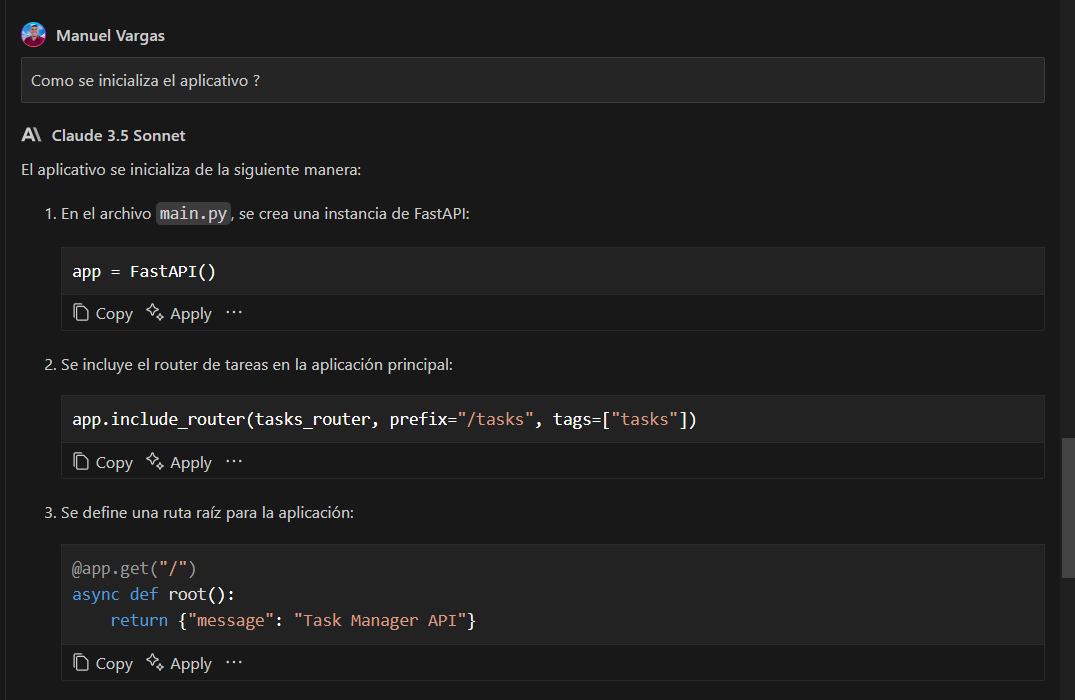 Manuel Vargas
Como se inicializa el aplicativo ?
Claude 3.5 Sonnet
El aplicativo se inicializa de la siguiente manera:
1. En el archivo main.py, se crea una instancia de FastAPI:
app = FastAPI()
Copy Apply ···
2. Se incluye el router de tareas en la aplicación principal:
app.include_router(tasks_router, prefix="/tasks", tags=["tasks"])
Copy Apply ···
3. Se define una ruta raíz para la aplicación:
@app.get("/")
async def root():
    return {"message": "Task Manager API"}
Copy Apply ···